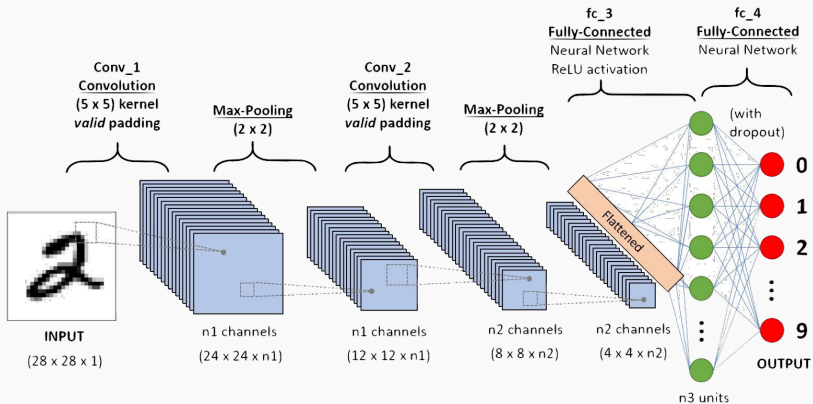 fc_3
Fully-Connected
Neural Network
ReLU activation
fc_4
Fully-Connected
Neural Network
Conv_1
Convolution
(5 x 5) kernel
valid padding
Max-Pooling
(2 x 2)
Conv_2
Convolution
(5 x 5) kernel
valid padding
Max-Pooling
(2 x 2)
(with
dropout)
Flattened
0
1
2
9
INPUT
(28 x 28 x 1)
n1 channels
(24 x 24 x n1)
n1 channels
(12 x 12 x n1)
n2 channels
(8 x 8 x n2)
n2 channels
(4 x 4 x n2)
OUTPUT
n3 units
2